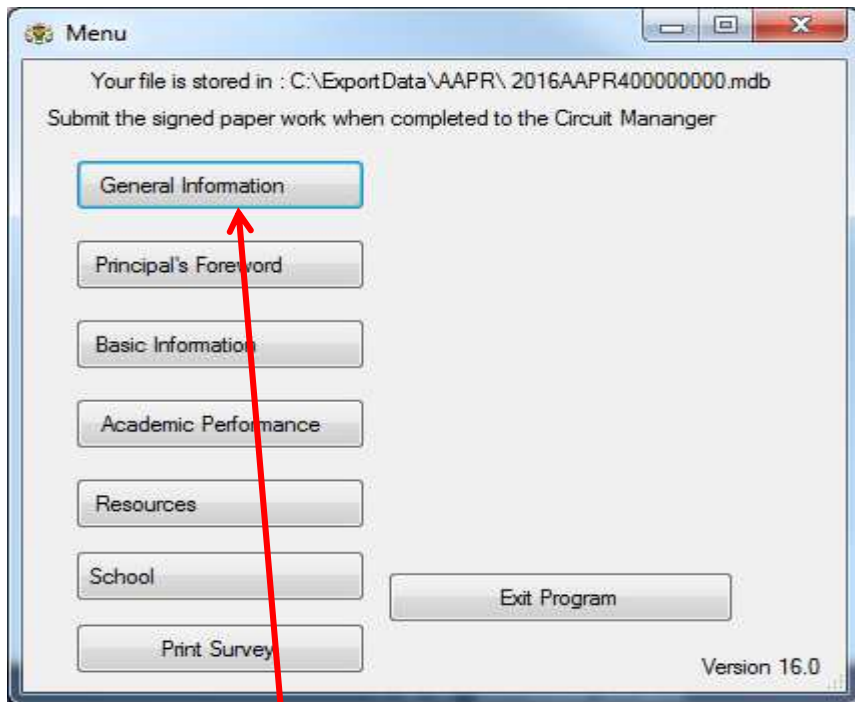 Menu
Your file is stored in : C:\ExportData\AAPR\ 2016AAPR400000000.mdb
Submit the signed paper work when completed to the Circuit Mananger
General Information
Principal's Foreword
Basic Information
Academic Performance
Resources
School
Exit Program
Print Survey
Version 16.0